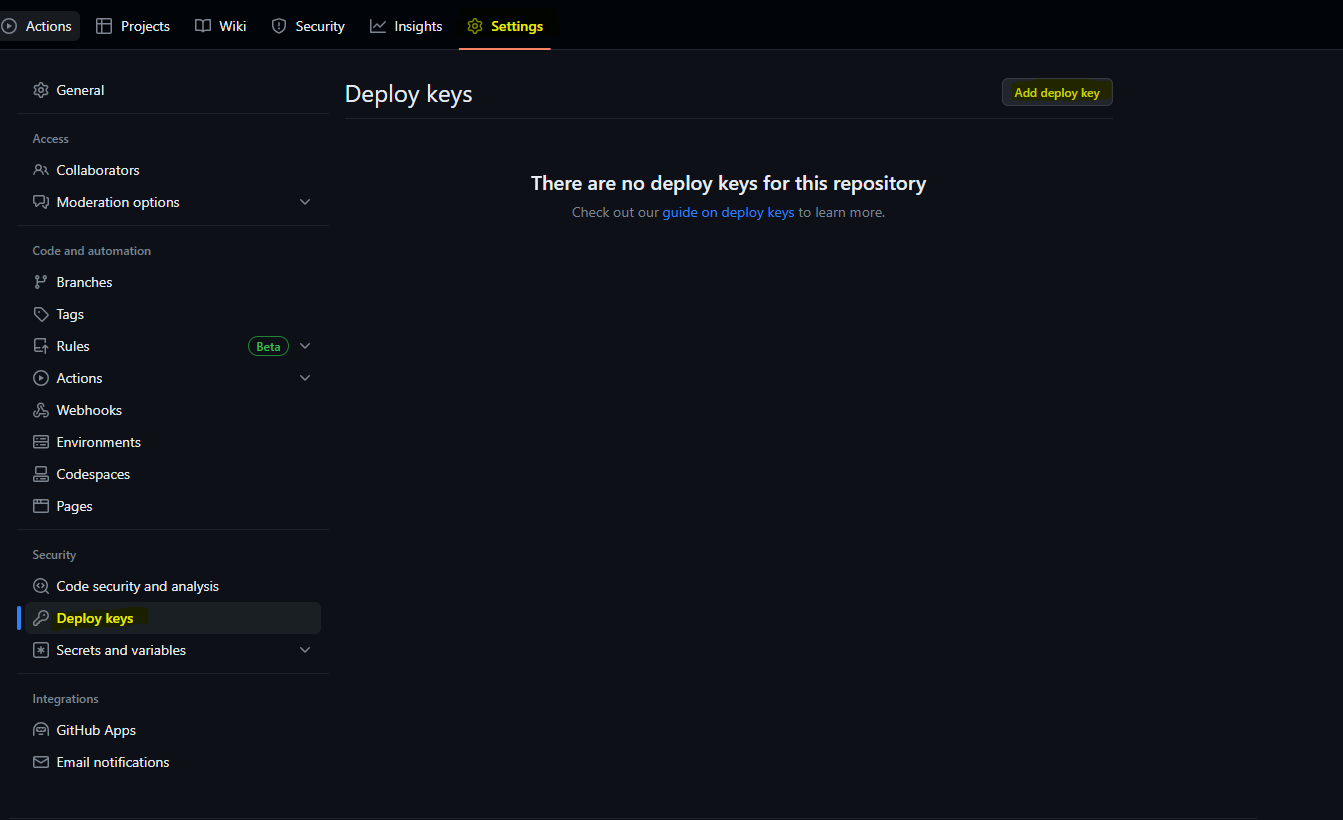 Actions Projects Wiki Security Insights Settings
General
Access
Collaborators
Moderation options
Code and automation
Branches
Tags
Rules Beta
Actions
Webhooks
Environments
Codespaces
Pages
Security
Code security and analysis
Deploy keys
Secrets and variables
Integrations
GitHub Apps
Email notifications
Deploy keys Add deploy key
There are no deploy keys for this repository
Check out our guide on deploy keys to learn more.